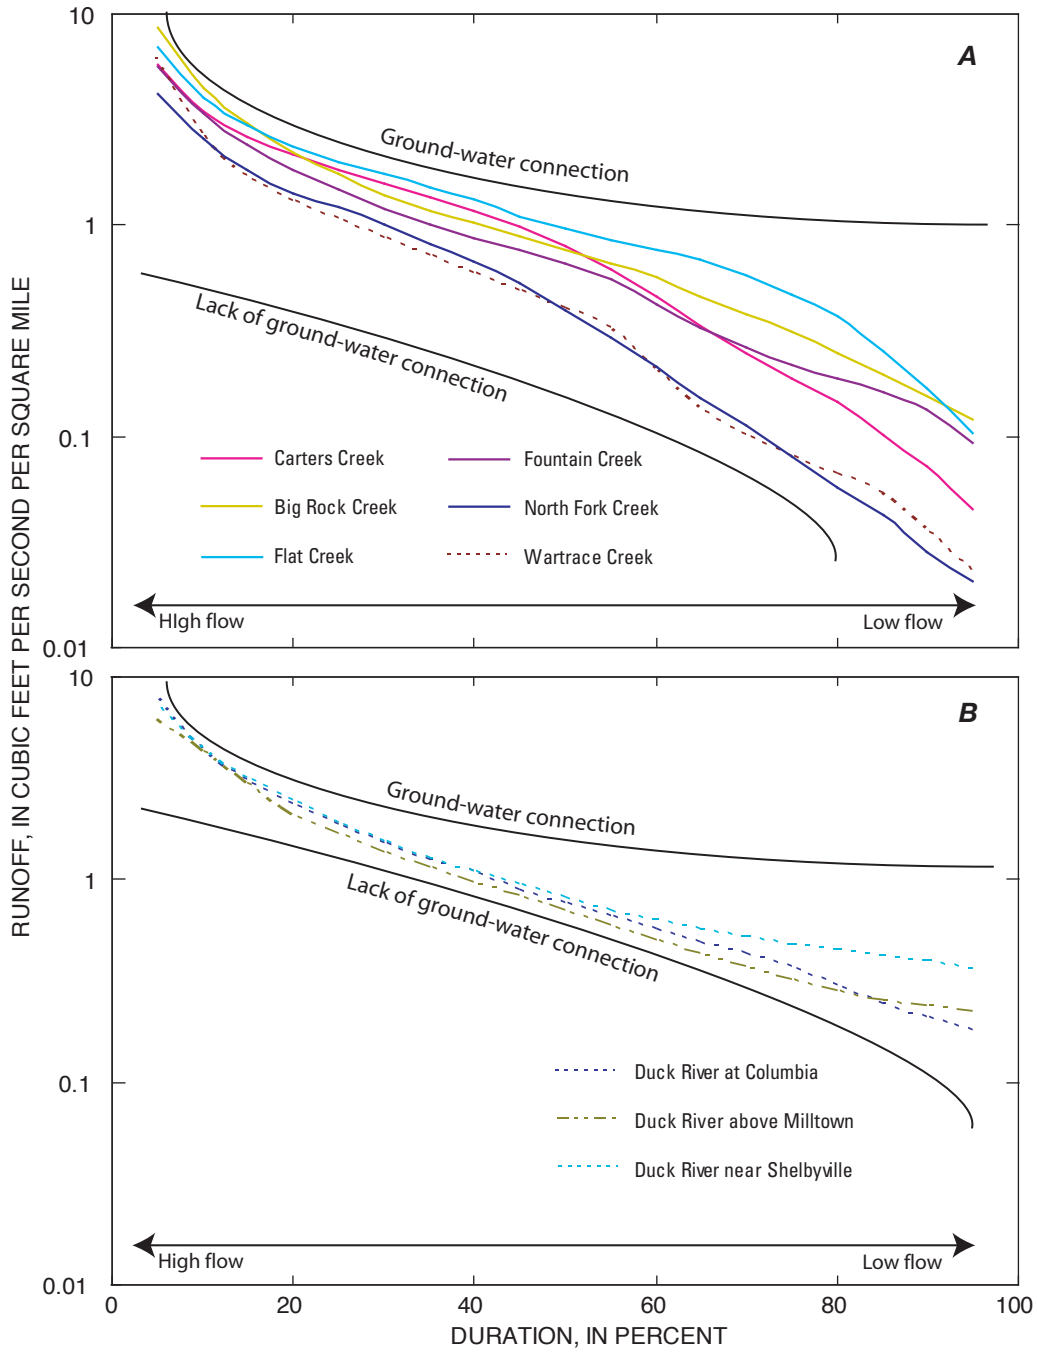 RUNOFF, IN CUBIC FEET PER SECOND PER SQUARE MILE
10
1
0.1
0.01
A
Ground-water connection
Lack of ground-water connection
Carters Creek
Fountain Creek
Big Rock Creek
North Fork Creek
Flat Creek
Wartrace Creek
HIgh flow
Low flow
10
1
0.1
0.01
B
Ground-water connection
Lack of ground-water connection
Duck River at Columbia
Duck River above Milltown
Duck River near Shelbyville
High flow
Low flow
0 20 40 60 80 100
DURATION, IN PERCENT